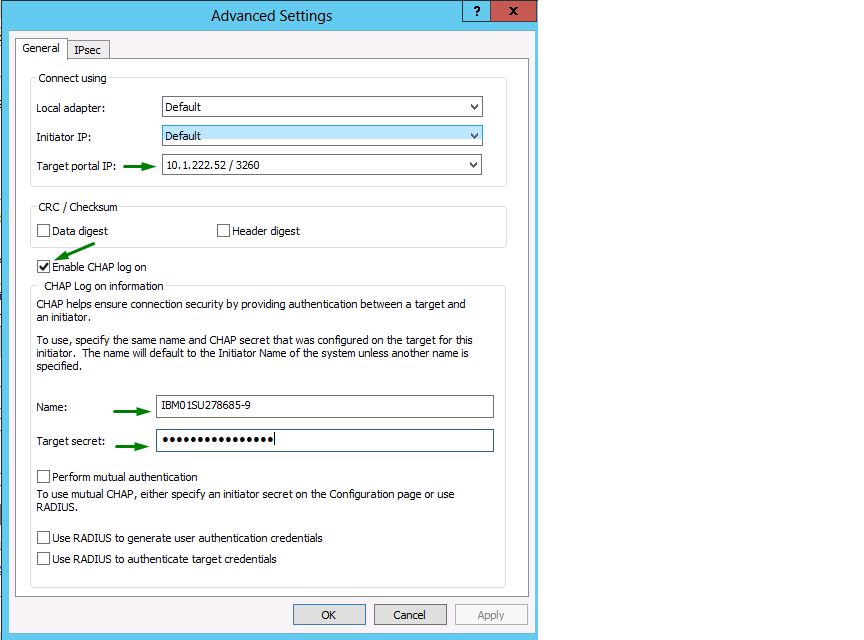 Advanced Settings
?
x
General
IPsec
Connect using
Local adapter:
Default
Initiator IP:
Default
Target portal IP:
10.1.222.52 / 3260
CRC / Checksum
Data digest
Header digest
Enable CHAP log on
CHAP Log on information
CHAP helps ensure connection security by providing authentication between a target and
an initiator.
To use, specify the same name and CHAP secret that was configured on the target for this
initiator.  The name will default to the Initiator Name of the system unless another name is
specified.
Name:
IBM01SU278685-9
Target secret:
●●●●●●●●●●●●●●●●
Perform mutual authentication
To use mutual CHAP, either specify an initiator secret on the Configuration page or use
RADIUS.
Use RADIUS to generate user authentication credentials
Use RADIUS to authenticate target credentials
OK
Cancel
Apply